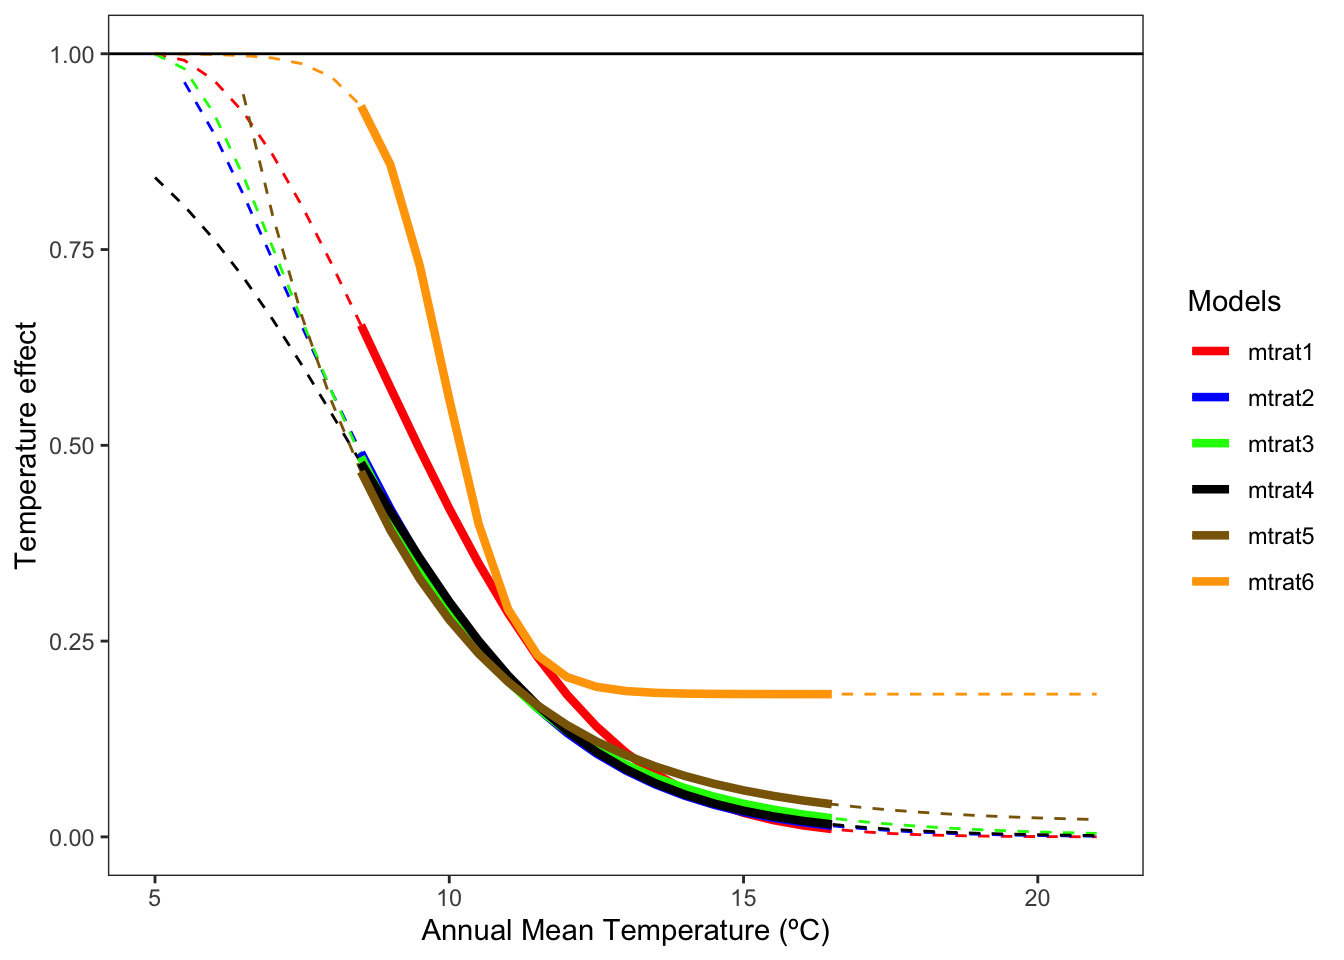 1.00
0.75
0.50
0.25
0.00
Temperature effect
5
10
15
20
Annual Mean Temperature (ºC)
Models
mtrat1
mtrat2
mtrat3
mtrat4
mtrat5
mtrat6